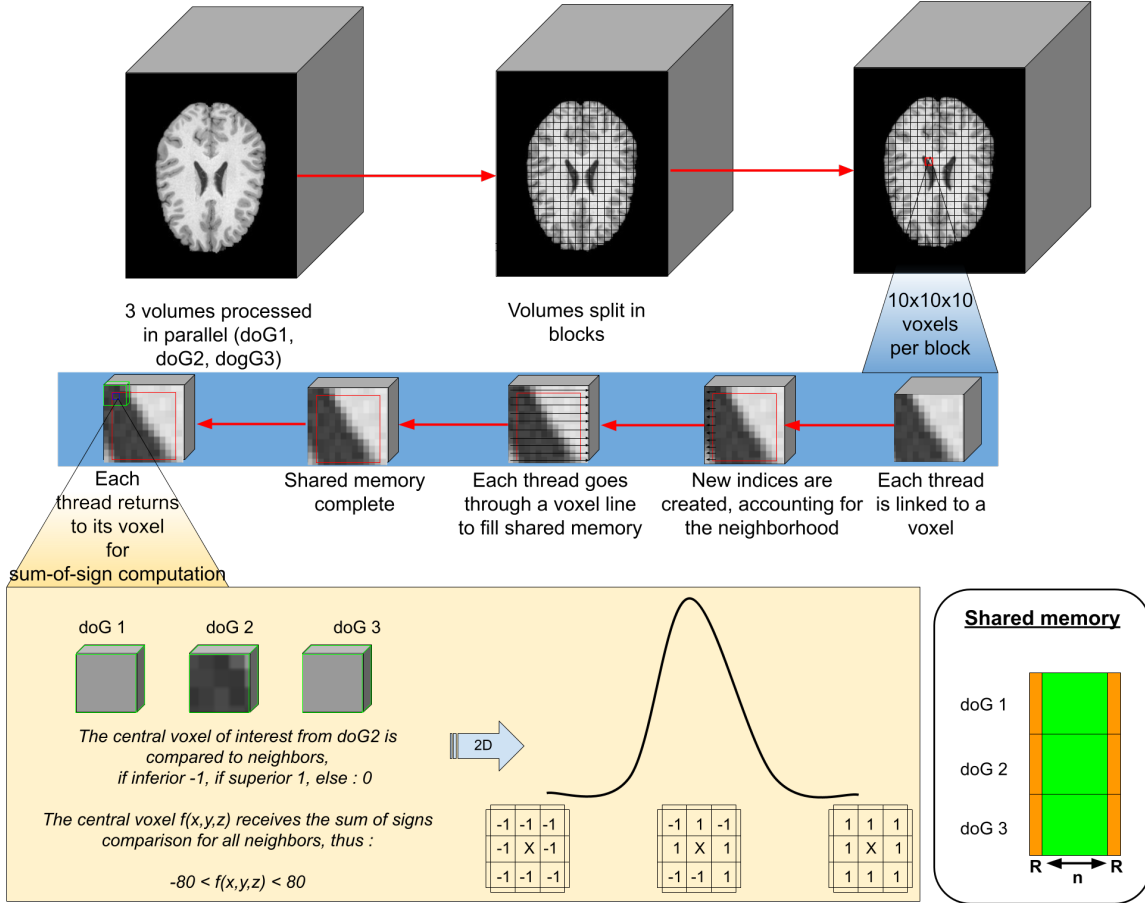 3 volumes processed
in parallel (doG1,
doG2, dogG3)
Volumes split in
blocks
10x10x10
voxels
per block
Each
thread returns
to its voxel
for
sum-of-sign computation
Shared memory
complete
Each thread goes
through a voxel line
to fill shared memory
New indices are
created, accounting for
the neighborhood
Each thread
is linked to a
voxel
doG 1 doG 2 doG 3
The central voxel of interest from doG2 is
compared to neighbors,
if inferior -1, if superior 1, else : 0
The central voxel f(x,y,z) receives the sum of signs
comparison for all neighbors, thus :
-80 < f(x,y,z) < 80
2D
-1 -1 -1
-1 X -1
-1 -1 -1
-1 1 -1
1 X 1
-1 -1 1
1 1 1
1 X 1
1 1 1
Shared memory
doG 1
doG 2
doG 3
R n R